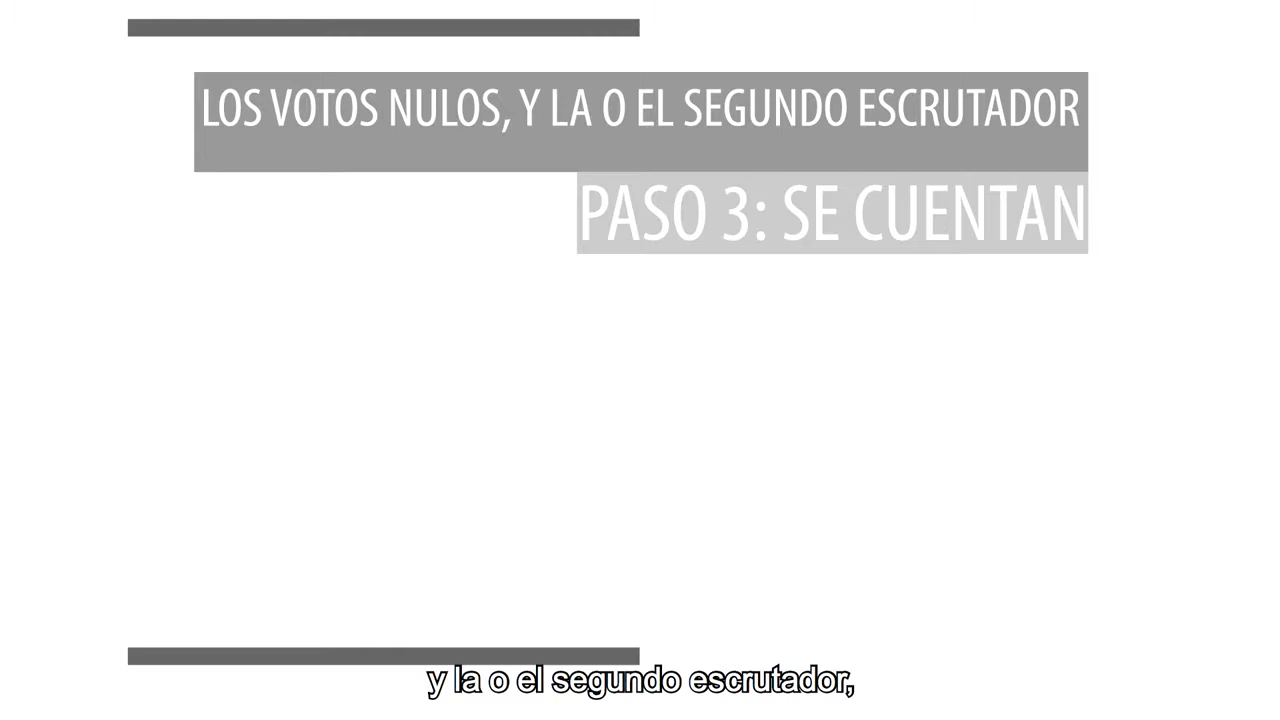 LOS VOTOS NULOS, Y LA O EL SEGUNDO ESCRUTADOR
PASO 3: SE CUENTAN
y la o el segundo escrutador,